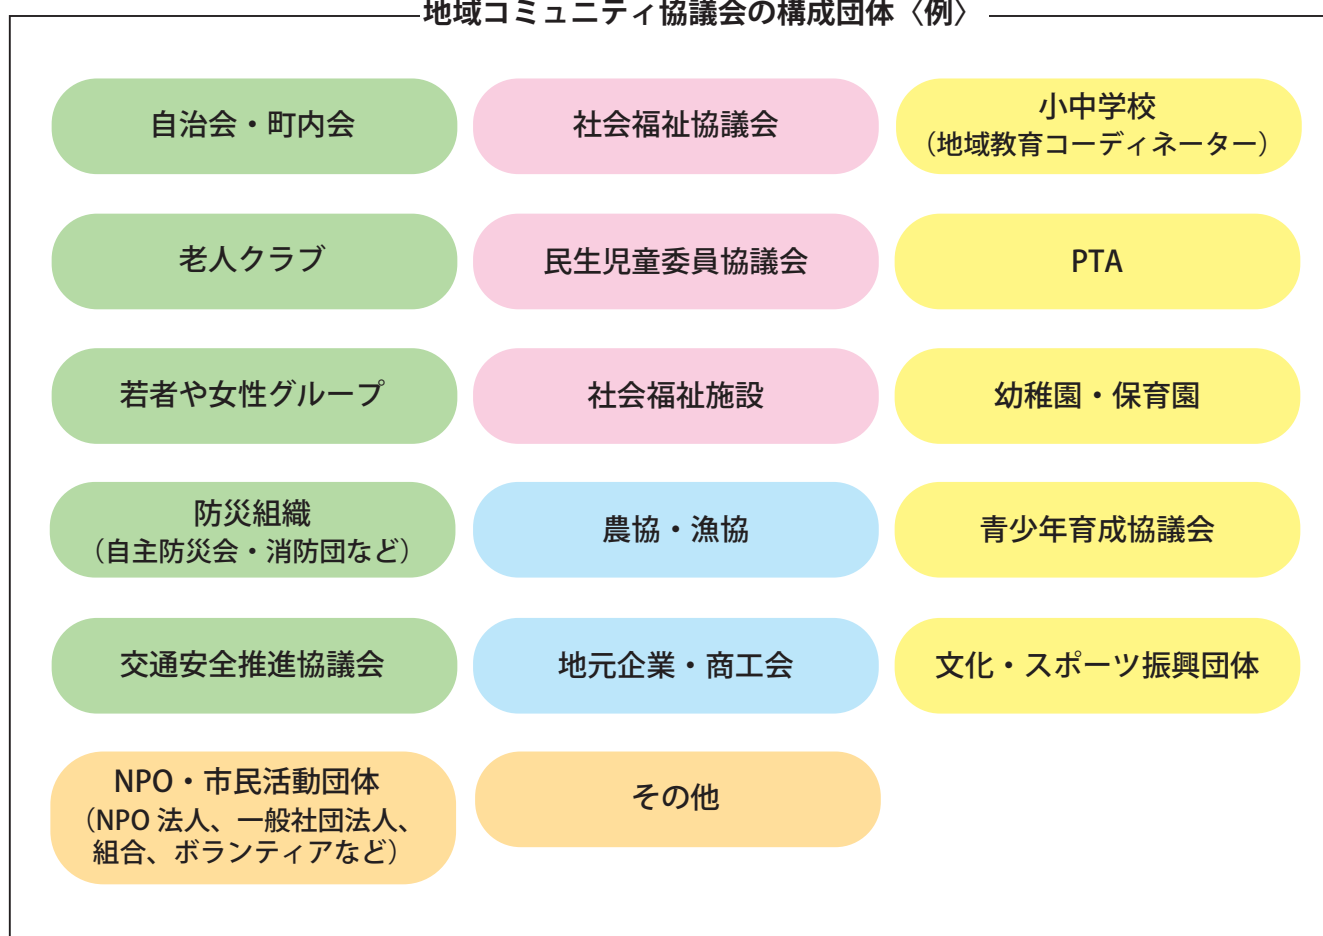 地域コミュニティ協議会の構成団体〈例〉
自治会・町内会
社会福祉協議会
小中学校
（地域教育コーディネーター）
老人クラブ
民生児童委員協議会
PTA
若者や女性グループ
社会福祉施設
幼稚園・保育園
防災組織
（自主防災会・消防団など）
農協・漁協
青少年育成協議会
交通安全推進協議会
地元企業・商工会
文化・スポーツ振興団体
NPO・市民活動団体
（NPO 法人、一般社団法人、
組合、ボランティアなど）
その他